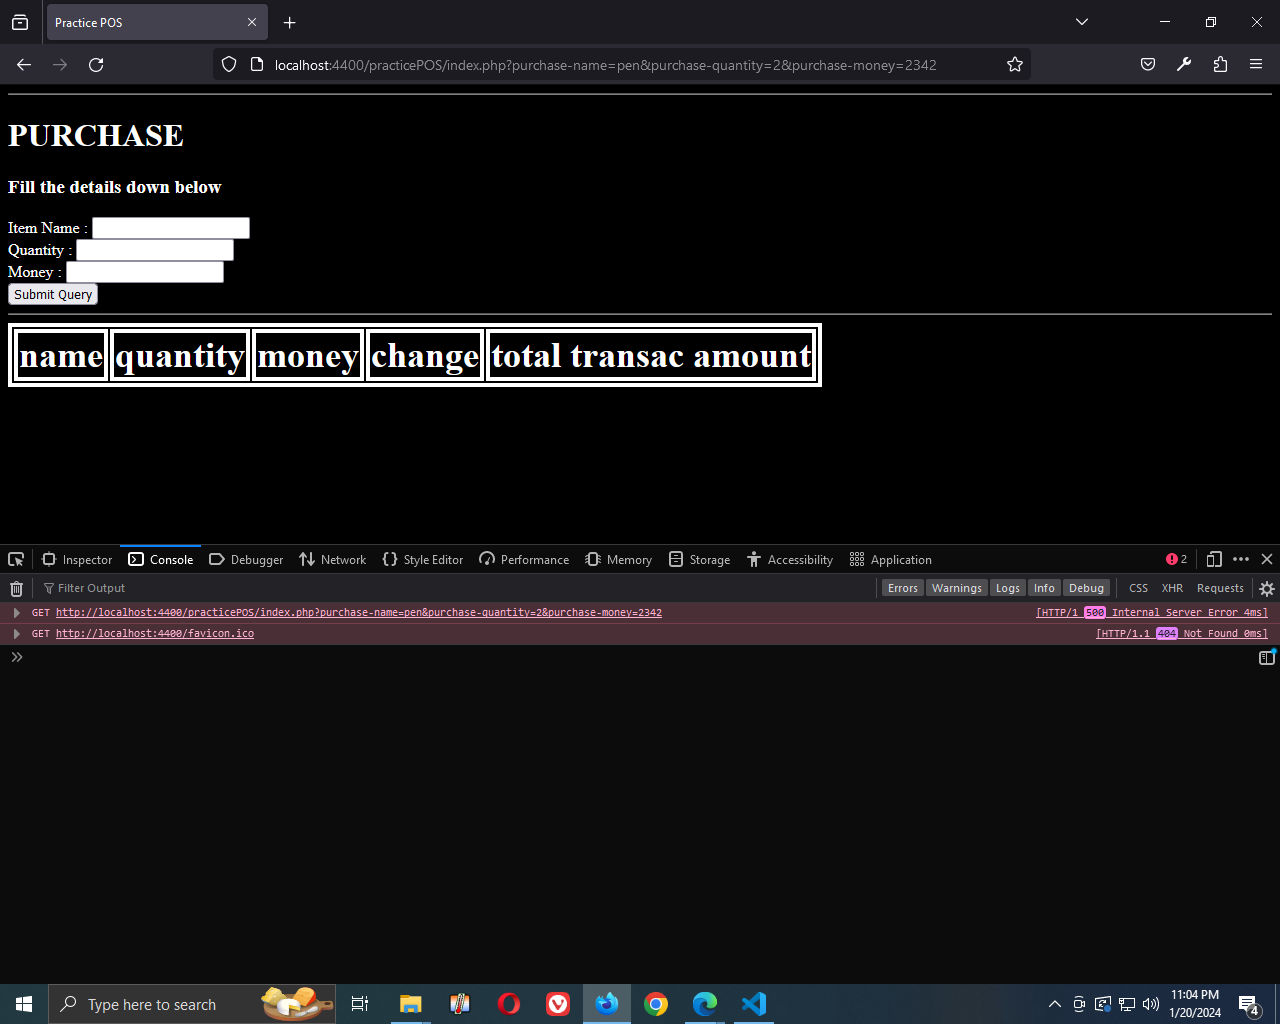 Practice POS
localhost:4400/practicePOS/index.php?purchase-name=pen&purchase-quantity=2&purchase-money=2342
PURCHASE
Fill the details down below
Item Name :
Quantity :
Money :
Submit Query
name quantity money change total transac amount
Inspector Console Debugger Network Style Editor Performance Memory Storage Accessibility Application 2
Filter Output Errors Warnings Logs Info Debug CSS XHR Requests
GET http://localhost:4400/practicePOS/index.php?purchase-name=pen&purchase-quantity=2&purchase-money=2342 [HTTP/1 500 Internal Server Error 4ms]
GET http://localhost:4400/favicon.ico [HTTP/1.1 404 Not Found 0ms]
Type here to search
11:04 PM
1/20/2024
4